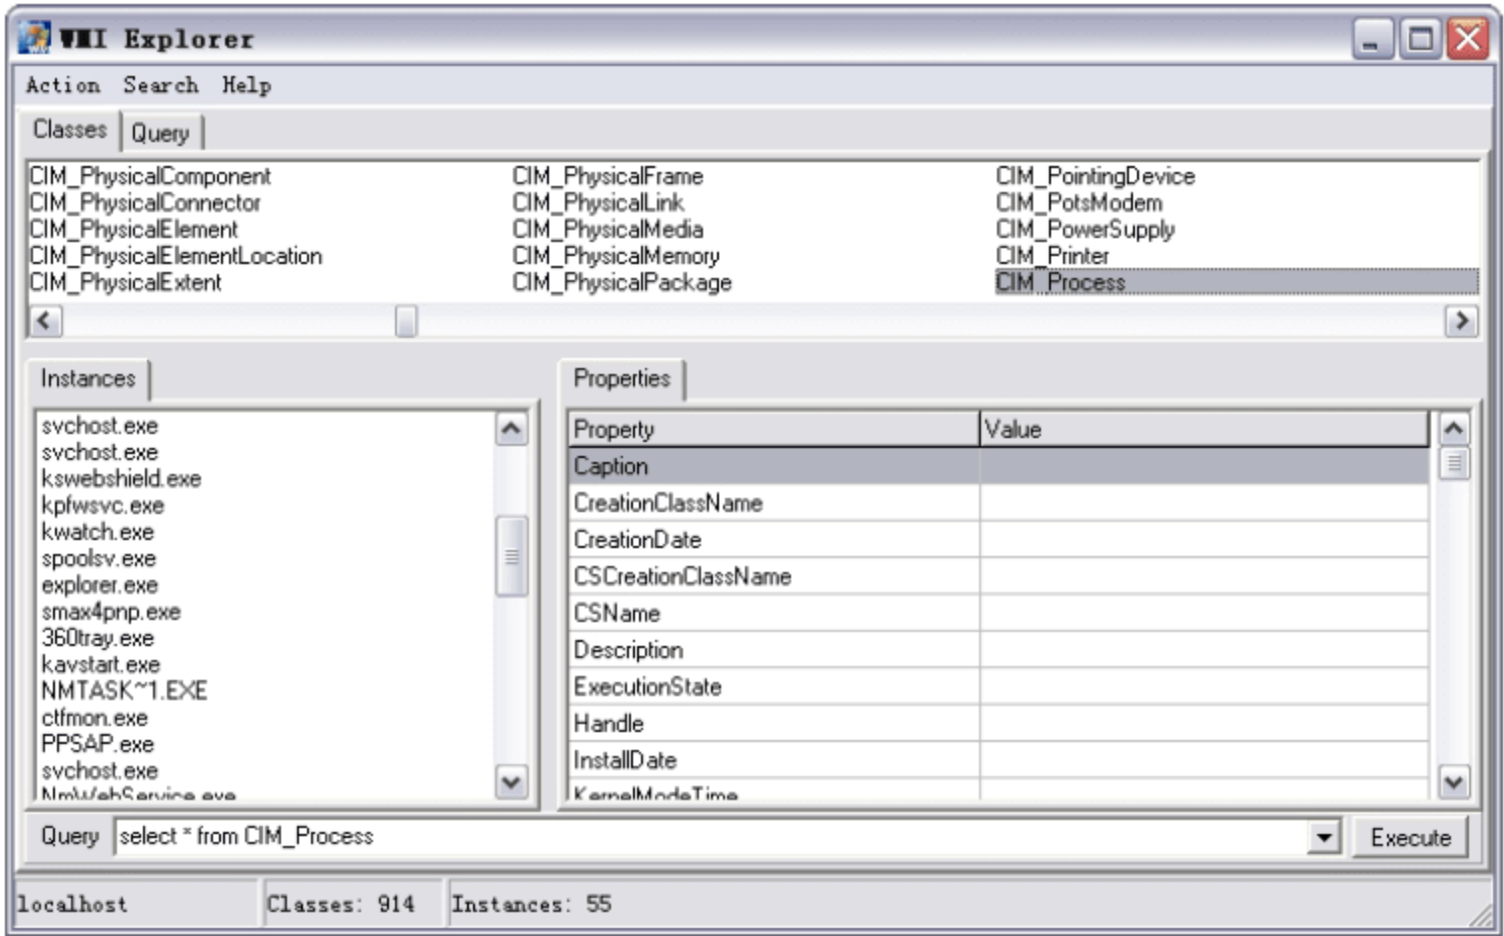 WMI Explorer
Action Search Help
Classes Query
CIM_PhysicalComponent CIM_PhysicalFrame CIM_PointingDevice
CIM_PhysicalConnector CIM_PhysicalLink CIM_PotsModem
CIM_PhysicalElement CIM_PhysicalMedia CIM_PowerSupply
CIM_PhysicalElementLocation CIM_PhysicalMemory CIM_Printer
CIM_PhysicalExtent CIM_PhysicalPackage CIM_Process
Instances
svchost.exe
svchost.exe
kswebshield.exe
kpfwsvc.exe
kwatch.exe
spoolsv.exe
explorer.exe
smax4pnp.exe
360tray.exe
kavstart.exe
NMTASK~1.EXE
ctfmon.exe
PPSAP.exe
svchost.exe
NmWebService.exe
Properties
Property Value
Caption
CreationClassName
CreationDate
CSCreationClassName
CSName
Description
ExecutionState
Handle
InstallDate
KernelModeTime
Query select * from CIM_Process Execute
localhost Classes: 914 Instances: 55